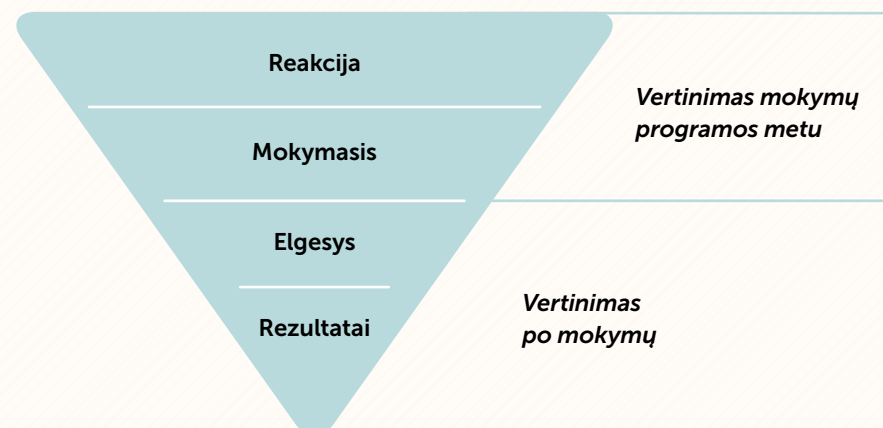 Reakcija
Mokymasis
Elgesys
Rezultatai
Vertinimas mokymų
programos metu
Vertinimas
po mokymų